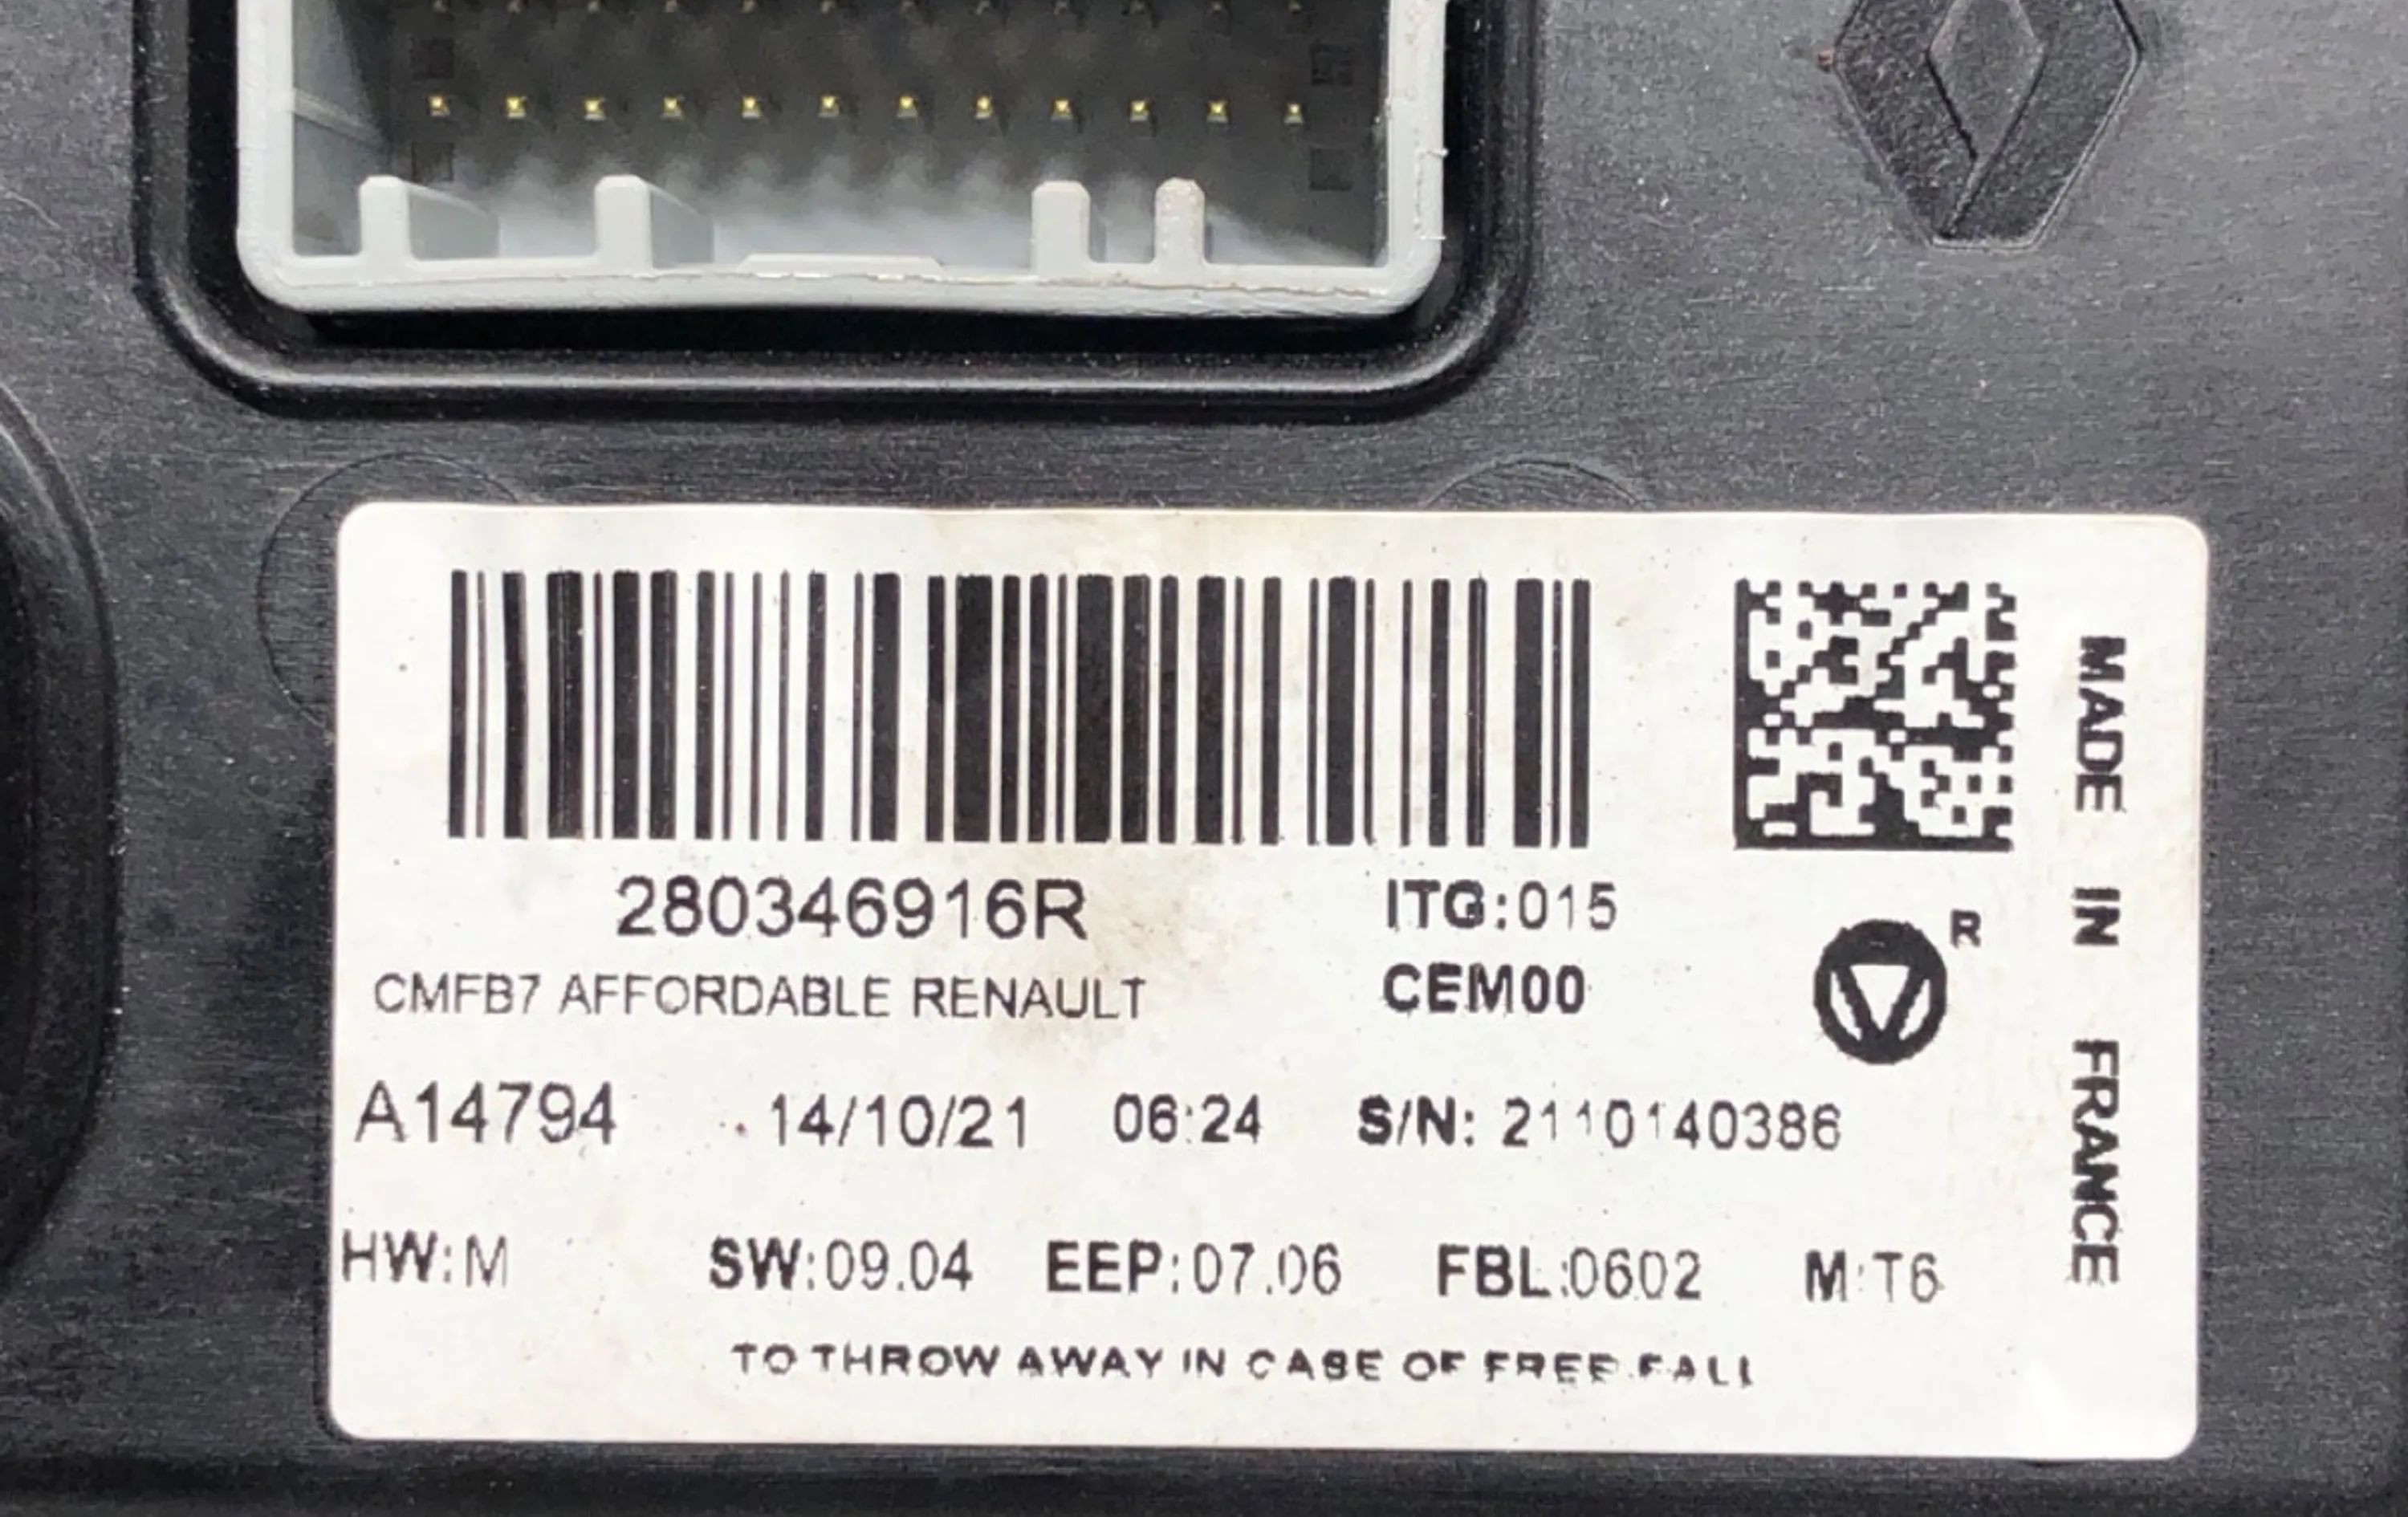 280346916R ITG:015
R
CMFB7 AFFORDABLE RENAULT CEM00
A14794 14/10/21 06:24 S/N: 2110140386
HW:M SW:09.04 EEP:07.06 FBL:0602 M:T6
TO THROW AWAY IN CASE OF FREE FALL
MADE IN FRANCE